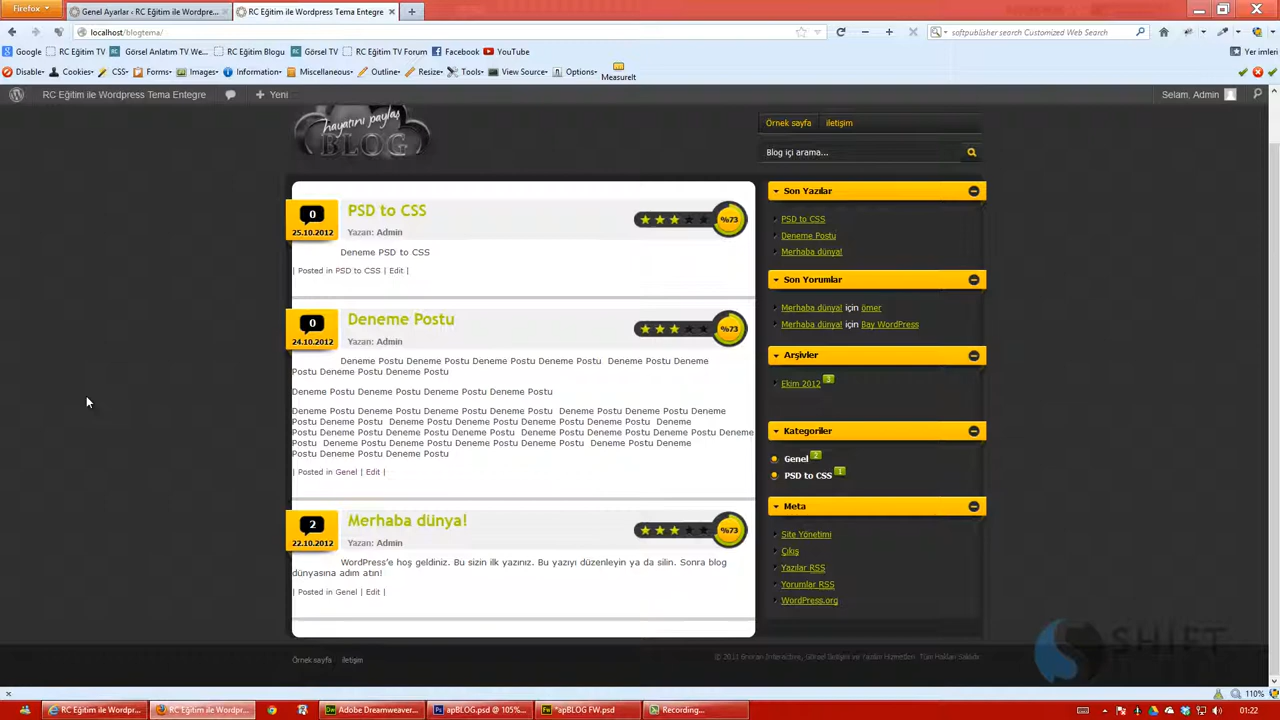 Firefox
Genel Ayarlar ‹ RC Eğitim ile Wordpre...
RC Eğitim ile Wordpress Tema Entegre
localhost/blogtema/
softpublisher search Customized Web Search
Google
RC Eğitim TV
Görsel Anlatım TV We...
RC Eğitim Blogu
Görsel TV
RC Eğitim TV Forum
Facebook
YouTube
Yer imleri
Disable
Cookies
CSS
Forms
Images
Information
Miscellaneous
Outline
Resize
Tools
View Source
Options
MeasureIt
RC Eğitim ile Wordpress Tema Entegre
Yeni
Selam, Admin
hayatını paylaş
BLOG
Örnek sayfa
iletişim
Blog içi arama...
0
25.10.2012
PSD to CSS
Yazan: Admin
%73
Deneme PSD to CSS
| Posted in PSD to CSS | Edit |
0
24.10.2012
Deneme Postu
Yazan: Admin
%73
Deneme Postu Deneme Postu Deneme Postu Deneme Postu Deneme Postu Deneme
Postu Deneme Postu Deneme Postu
Deneme Postu Deneme Postu Deneme Postu Deneme Postu
Deneme Postu Deneme Postu Deneme Postu Deneme Postu Deneme Postu Deneme Postu Deneme
Postu Deneme Postu Deneme Postu Deneme Postu Deneme Postu Deneme Postu Deneme
Postu Deneme Postu Deneme Postu Deneme Postu Deneme Postu Deneme Postu Deneme
Postu Deneme Postu Deneme Postu Deneme Postu Deneme Postu Deneme Postu Deneme
Postu Deneme Postu Deneme Postu
| Posted in Genel | Edit |
2
22.10.2012
Merhaba dünya!
Yazan: Admin
%73
WordPress'e hoş geldiniz. Bu sizin ilk yazınız. Bu yazıyı düzenleyin ya da silin. Sonra blog
dünyasına adım atın!
| Posted in Genel | Edit |
Son Yazılar
PSD to CSS
Deneme Postu
Merhaba dünya!
Son Yorumlar
Merhaba dünya! için ömer
Merhaba dünya! için Bay WordPress
Arşivler
Ekim 2012 3
Kategoriler
Genel 2
PSD to CSS 1
Meta
Site Yönetimi
Çıkış
Yazılar RSS
Yorumlar RSS
WordPress.org
Örnek sayfa
iletişim
Görsel İletişim ve Yazılım Hizmetleri Tüm Hakları Saklıdır.
SHIFT
110%
RC Eğitim ile Wordpr...
RC Eğitim ile Wordpr...
Adobe Dreamweaver...
apBLOG.psd @ 105%...
*apBLOG FW.psd
Recording...
01:22